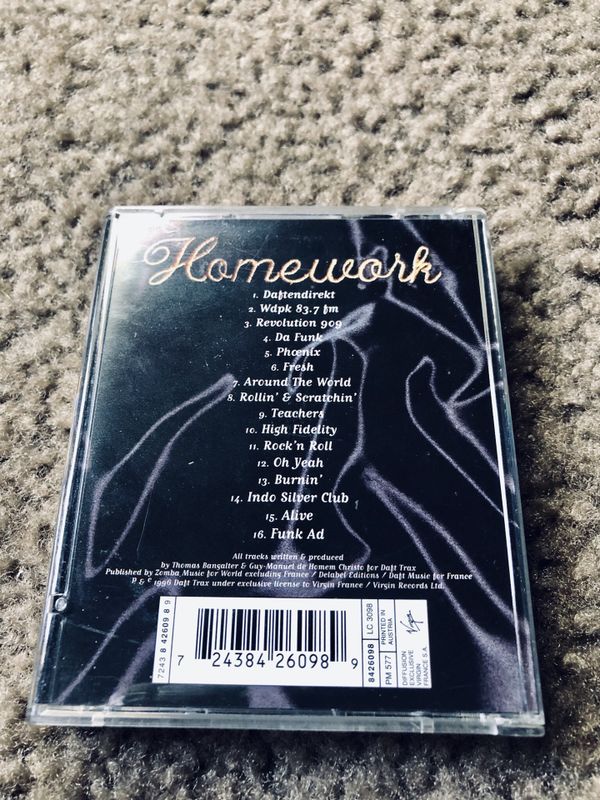 Homework
1. Daftendirekt
2. Wdpk 83.7 fm
3. Revolution 909
4. Da Funk
5. Phœnix
6. Fresh
7. Around The World
8. Rollin' & Scratchin'
9. Teachers
10. High Fidelity
11. Rock'n Roll
12. Oh Yeah
13. Burnin'
14. Indo Silver Club
15. Alive
16. Funk Ad
All tracks written & produced
by Thomas Bangalter & Guy-Manuel de Homem Christo for Daft Trax
Published by Zomba Music for World excluding France / Delabel Editions / Daft Music for France
℗ & © 1996 Daft Trax under exclusive license to Virgin France / Virgin Records Ltd.
7243 8 42609 8 9
7 24384 26098 9
8426098 LC 3098
PM 577 PRINTED IN AUSTRIA
DIFFUSION EXCLUSIVE VIRGIN FRANCE S.A
Virgin